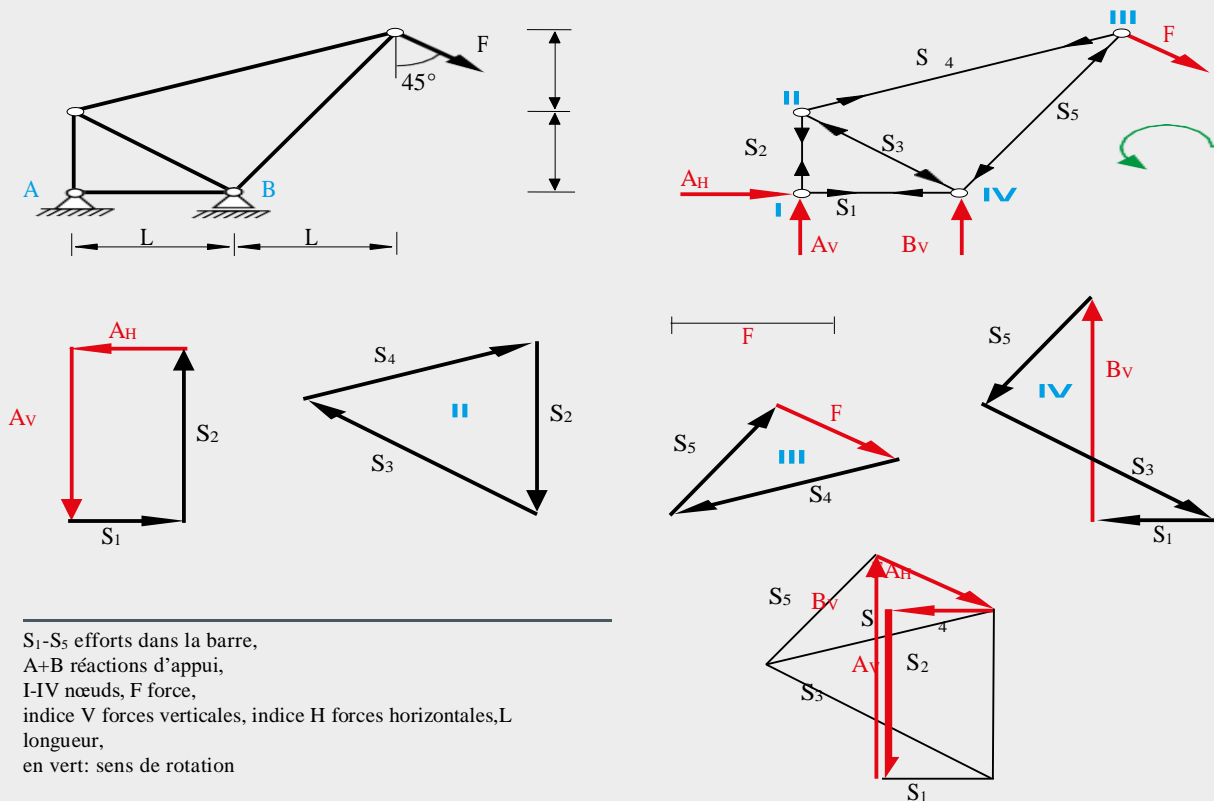 F
45°
A
B
L
L
III
F
S 4
II
S5
S2
S3
AH
I
S1
IV
AV
BV
AH
AV
S2
S1
S4
II
S2
S3
F
S5
F
III
S4
S5
BV
IV
S3
S1
AH
S5
BV
S
4
AV
S2
S3
S1
S1-S5 efforts dans la barre,
A+B réactions d'appui,
I-IV nœuds, F force,
indice V forces verticales, indice H forces horizontales,L
longueur,
en vert: sens de rotation